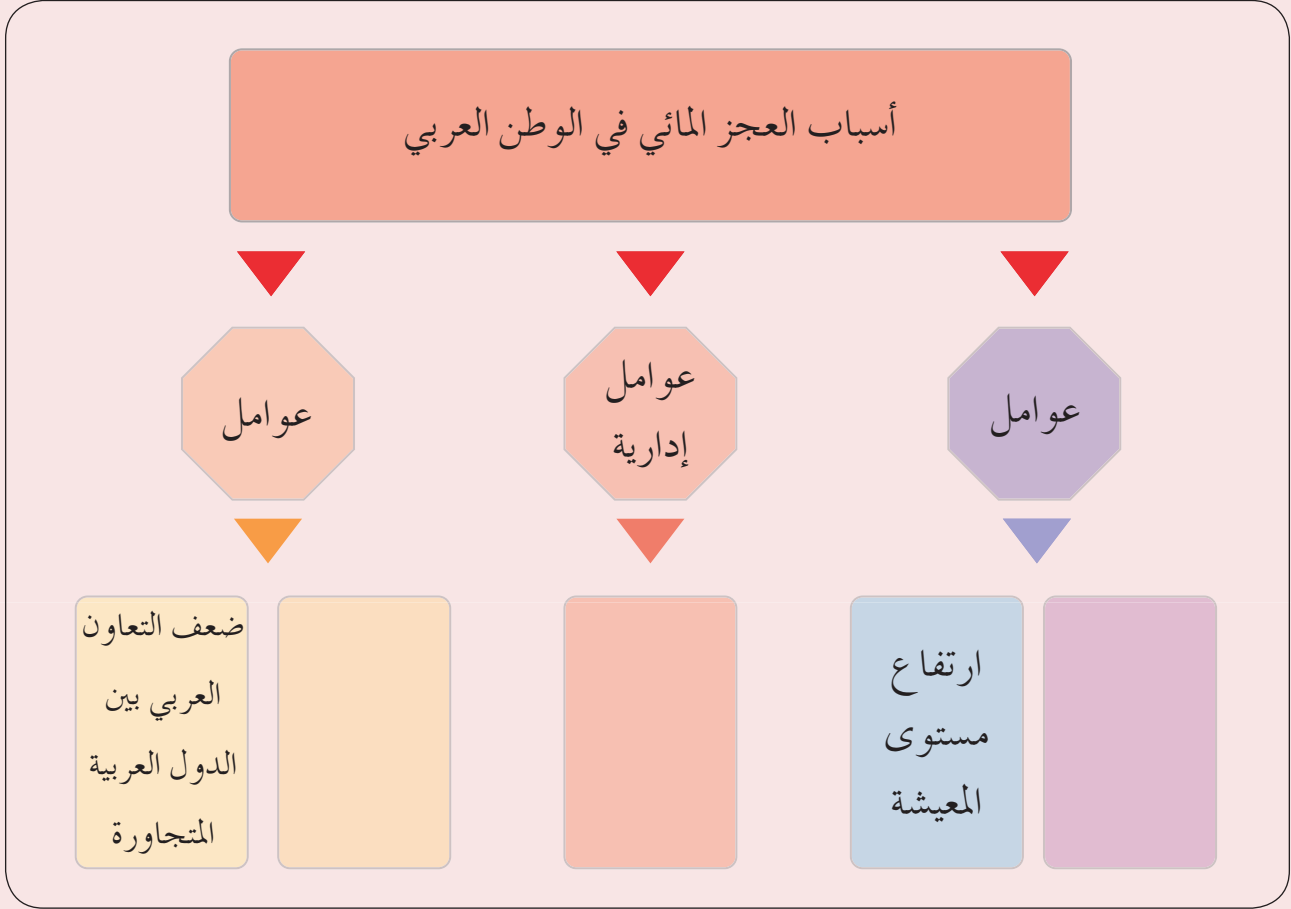 أسباب العجز المائي في الوطن العربي
عوامل
عوامل
إدارية
عوامل
ارتفاع
مستوى
المعيشة
ضعف التعاون
العربي بين
الدول العربية
المتجاورة